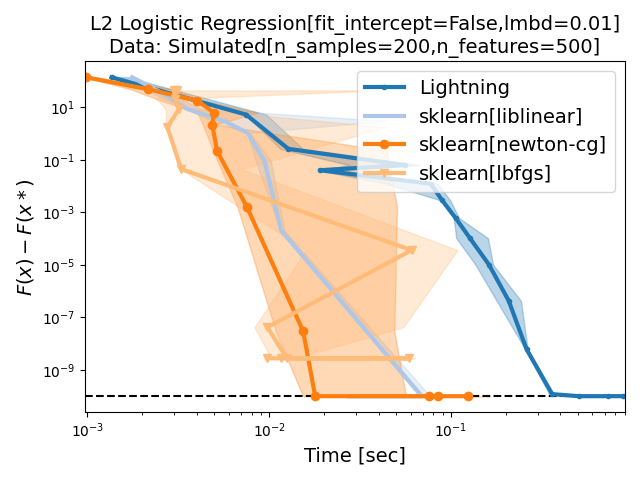 L2 Logistic Regression[fit_intercept=False,lmbd=0.01]
Data: Simulated[n_samples=200,n_features=500]
Lightning
sklearn[liblinear]
sklearn[newton-cg]
sklearn[lbfgs]
F(x) − F(x*)
10¹
10⁻¹
10⁻³
10⁻⁵
10⁻⁷
10⁻⁹
10⁻³
10⁻²
10⁻¹
Time [sec]